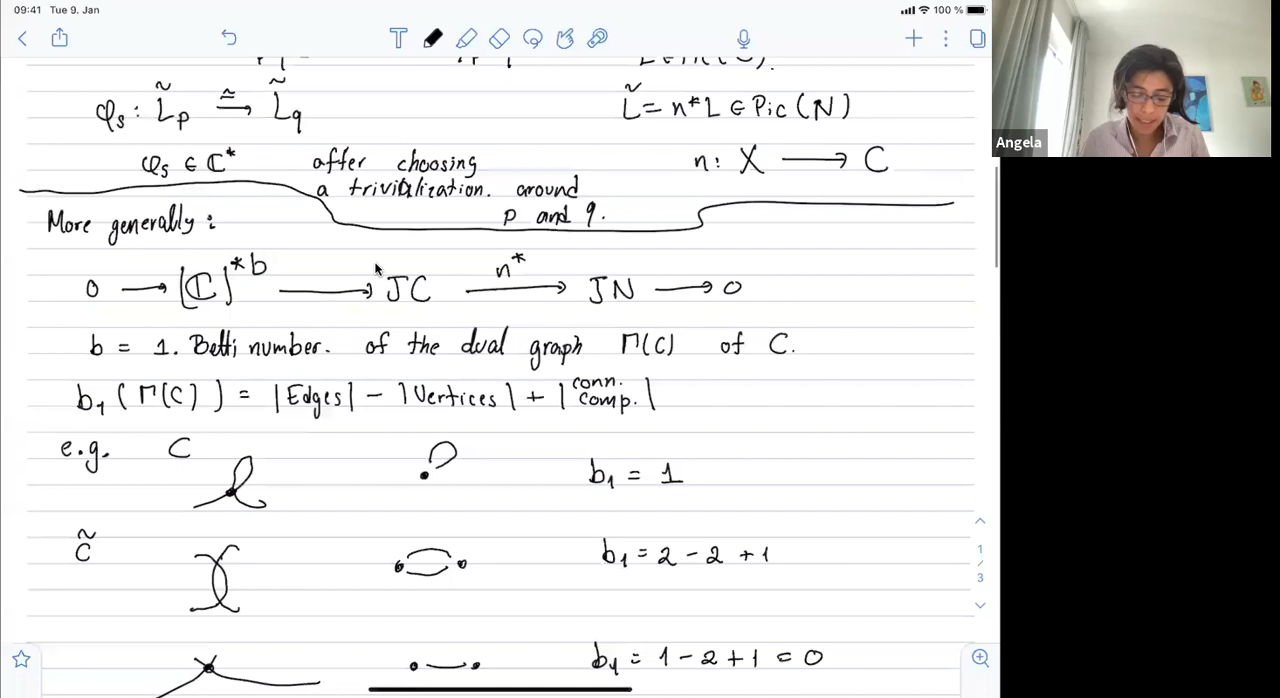 09:41 Tue 9. Jan 100 %
φs : L̃p ≅→ L̃q L̃ = n*L ∈ Pic(N)
φs ∈ ℂ* after choosing n: X ⟶ C
a trivialization. around
p and q.
More generally:
0 ⟶ (ℂ)*b ⟶ JC n*⟶ JN ⟶ 0
b = 1. Betti number. of the dual graph Γ(C) of C.
b₁ ( Γ(C) ) = |Edges| − |Vertices| + |conn. comp.|
e.g. C b₁ = 1
C̃ b₁ = 2 − 2 + 1
b₁ = 1 − 2 + 1 = 0
1
/
3
Angela